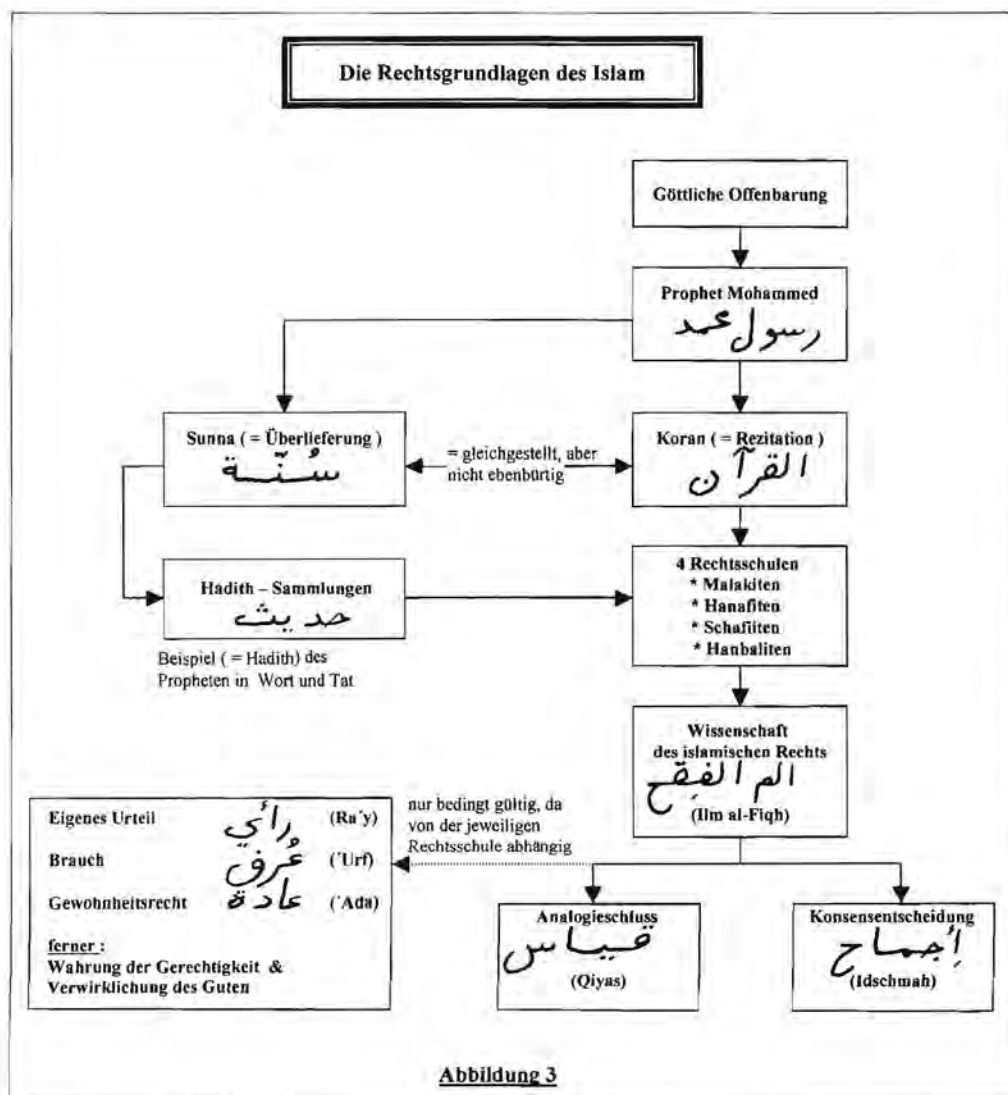 Die Rechtsgrundlagen des Islam
Göttliche Offenbarung
Prophet Mohammed
رسول محمد
Sunna ( = Überlieferung )
سُنّة
= gleichgestellt, aber
nicht ebenbürtig
Koran ( = Rezitation )
القرآن
Hadith – Sammlungen
حديث
Beispiel ( = Hadith) des
Propheten in Wort und Tat
4 Rechtsschulen
* Malakiten
* Hanafiten
* Schafiiten
* Hanbaliten
Wissenschaft
des islamischen Rechts
الم الفِقح
(Ilm al-Fiqh)
nur bedingt gültig, da
von der jeweiligen
Rechtsschule abhängig
Eigenes Urteil رأي (Ra´y)
Brauch عُرف (´Urf)
Gewohnheitsrecht عادة (´Ada)
ferner :
Wahrung der Gerechtigkeit &
Verwirklichung des Guten
Analogieschluss
قياس
(Qiyas)
Konsensentscheidung
إجماح
(Idschmah)
Abbildung 3